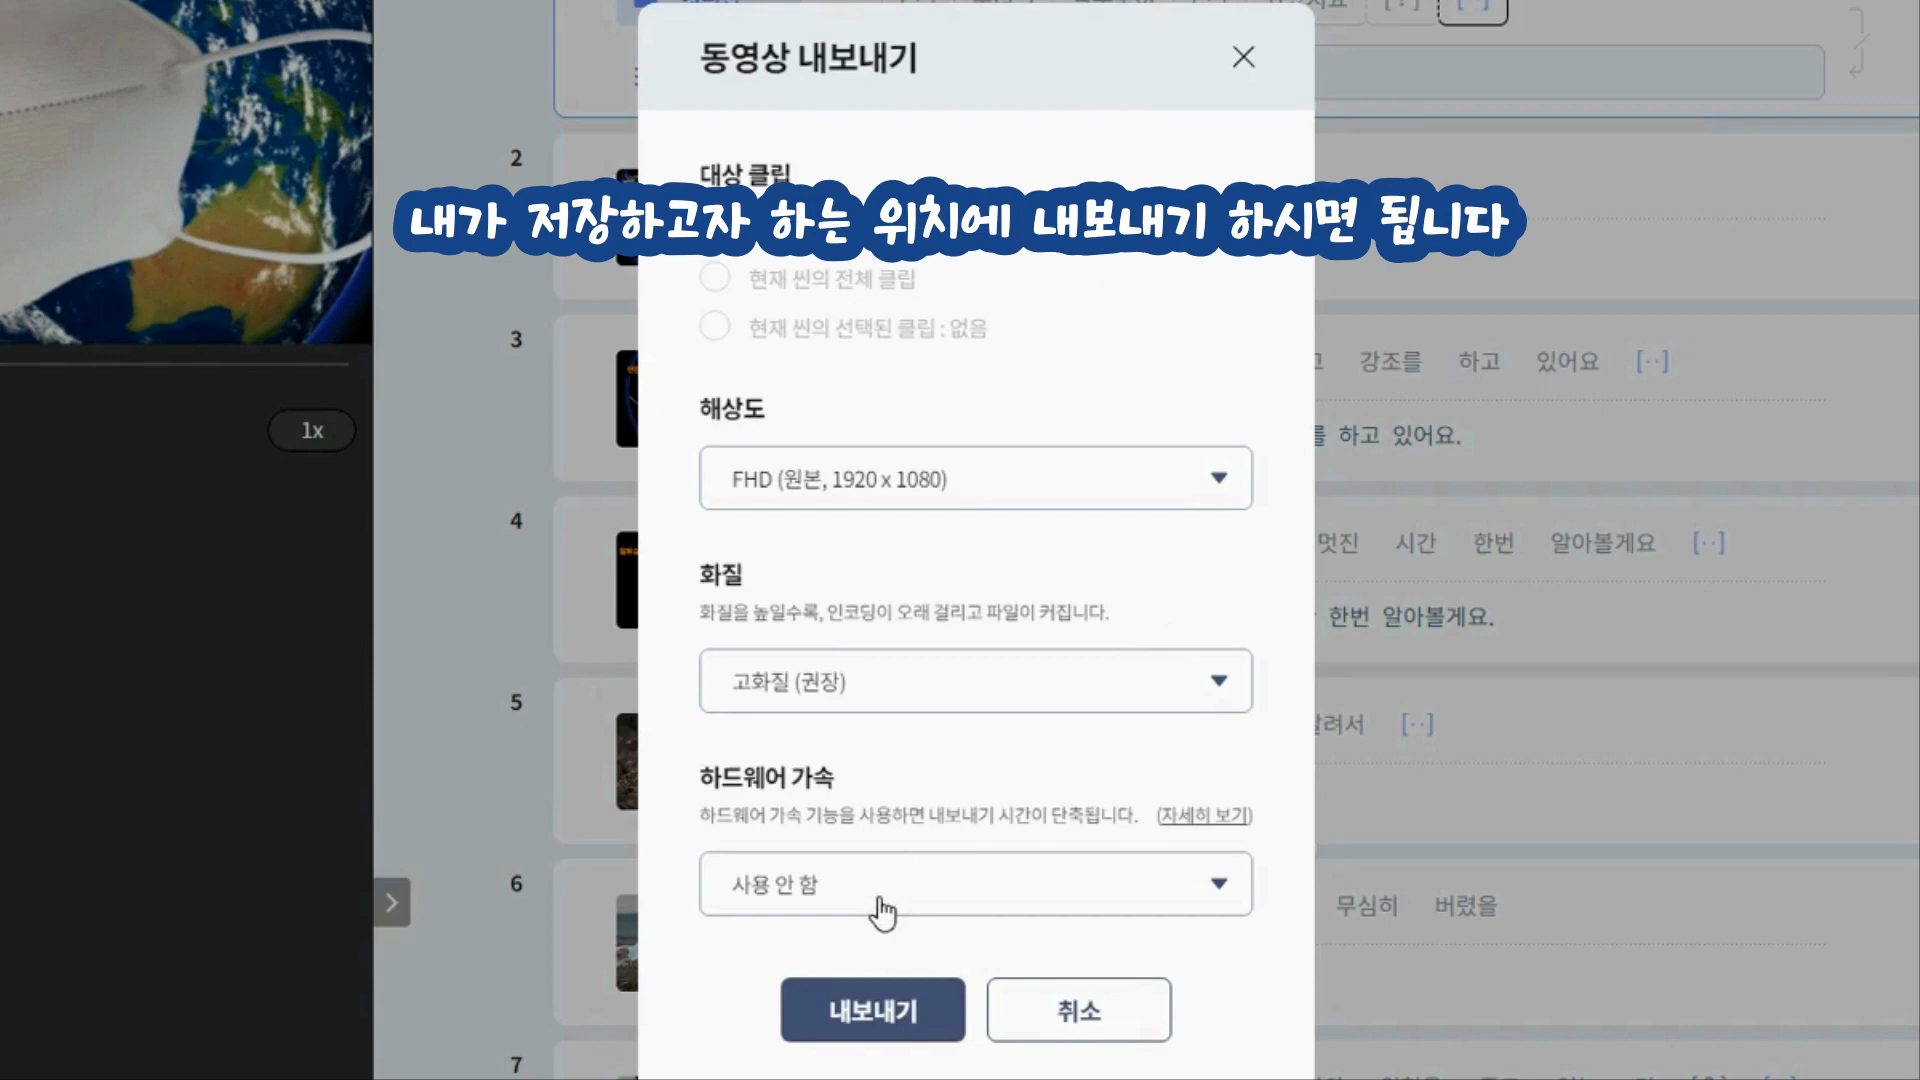 동영상 내보내기
대상 클립
내가 저장하고자 하는 위치에 내보내기 하시면 됩니다
현재 씬의 전체 클립
현재 씬의 선택된 클립 : 없음
해상도
FHD (원본, 1920 x 1080)
화질
화질을 높일수록, 인코딩이 오래 걸리고 파일이 커집니다.
고화질 (권장)
하드웨어 가속
하드웨어 가속 기능을 사용하면 내보내기 시간이 단축됩니다. (자세히 보기)
사용 안 함
내보내기 취소
1x
2
3
강조를 하고 있어요 [··]
하고 있어요.
4
멋진 시간 한번 알아볼게요 [··]
한번 알아볼게요.
5
[··]
6
무심히 버렸을
7